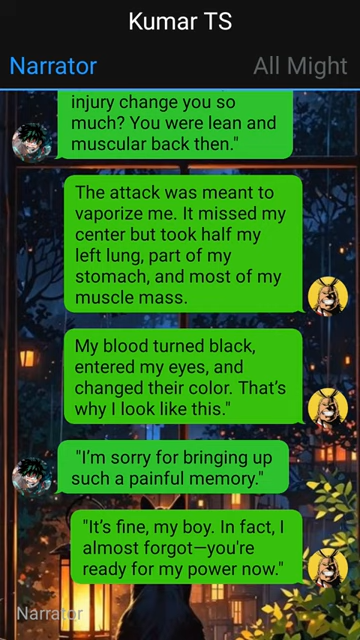 Kumar TS
Narrator
All Might
injury change you so
much? You were lean and
muscular back then."
The attack was meant to
vaporize me. It missed my
center but took half my
left lung, part of my
stomach, and most of my
muscle mass.
My blood turned black,
entered my eyes, and
changed their color. That's
why I look like this."
"I'm sorry for bringing up
such a painful memory."
"It's fine, my boy. In fact, I
almost forgot—you're
ready for my power now."
Narrator